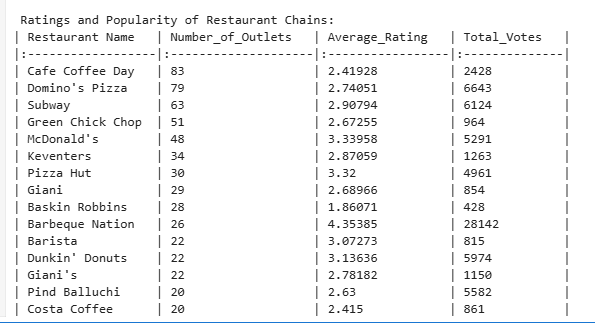 Ratings and Popularity of Restaurant Chains:
| Restaurant Name | Number_of_Outlets | Average_Rating | Total_Votes |
|:-----------------|:-------------------|:----------------|:-------------|
| Cafe Coffee Day | 83 | 2.41928 | 2428 |
| Domino's Pizza | 79 | 2.74051 | 6643 |
| Subway | 63 | 2.90794 | 6124 |
| Green Chick Chop | 51 | 2.67255 | 964 |
| McDonald's | 48 | 3.33958 | 5291 |
| Keventers | 34 | 2.87059 | 1263 |
| Pizza Hut | 30 | 3.32 | 4961 |
| Giani | 29 | 2.68966 | 854 |
| Baskin Robbins | 28 | 1.86071 | 428 |
| Barbeque Nation | 26 | 4.35385 | 28142 |
| Barista | 22 | 3.07273 | 815 |
| Dunkin' Donuts | 22 | 3.13636 | 5974 |
| Giani's | 22 | 2.78182 | 1150 |
| Pind Balluchi | 20 | 2.63 | 5582 |
| Costa Coffee | 20 | 2.415 | 861 |